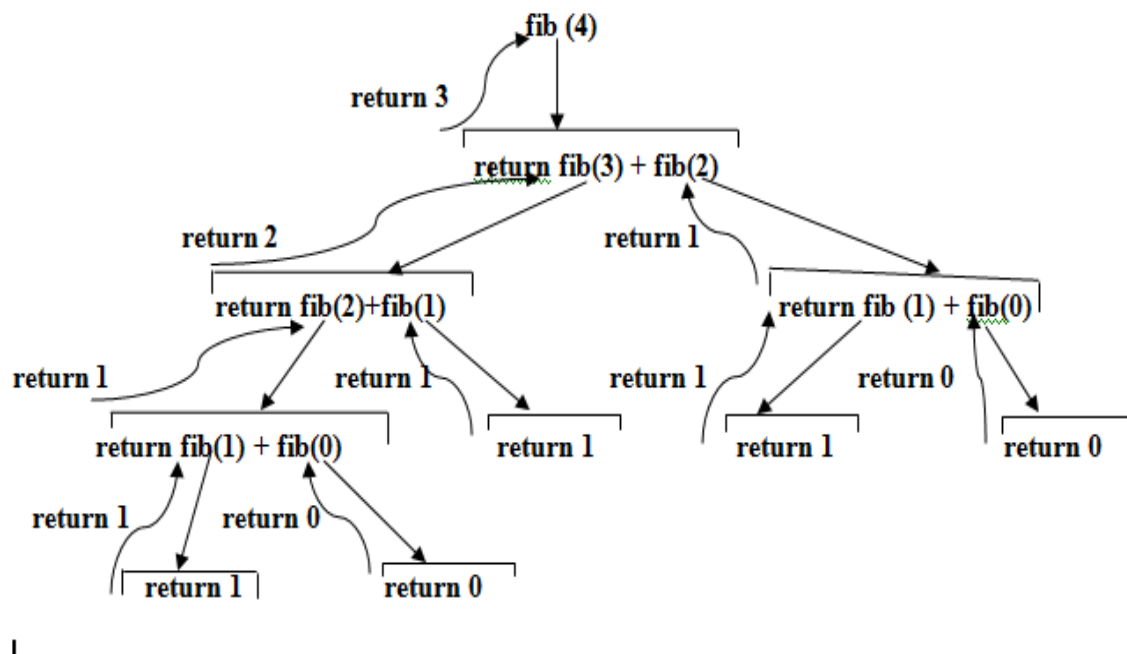 fib (4)
return 3
return fib(3) + fib(2)
return 2
return 1
return fib(2)+fib(1)
return fib (1) + fib(0)
return 1
return 1
return 1
return 0
return fib(1) + fib(0)
return 1
return 1
return 0
return 1
return 0
return 1
return 0